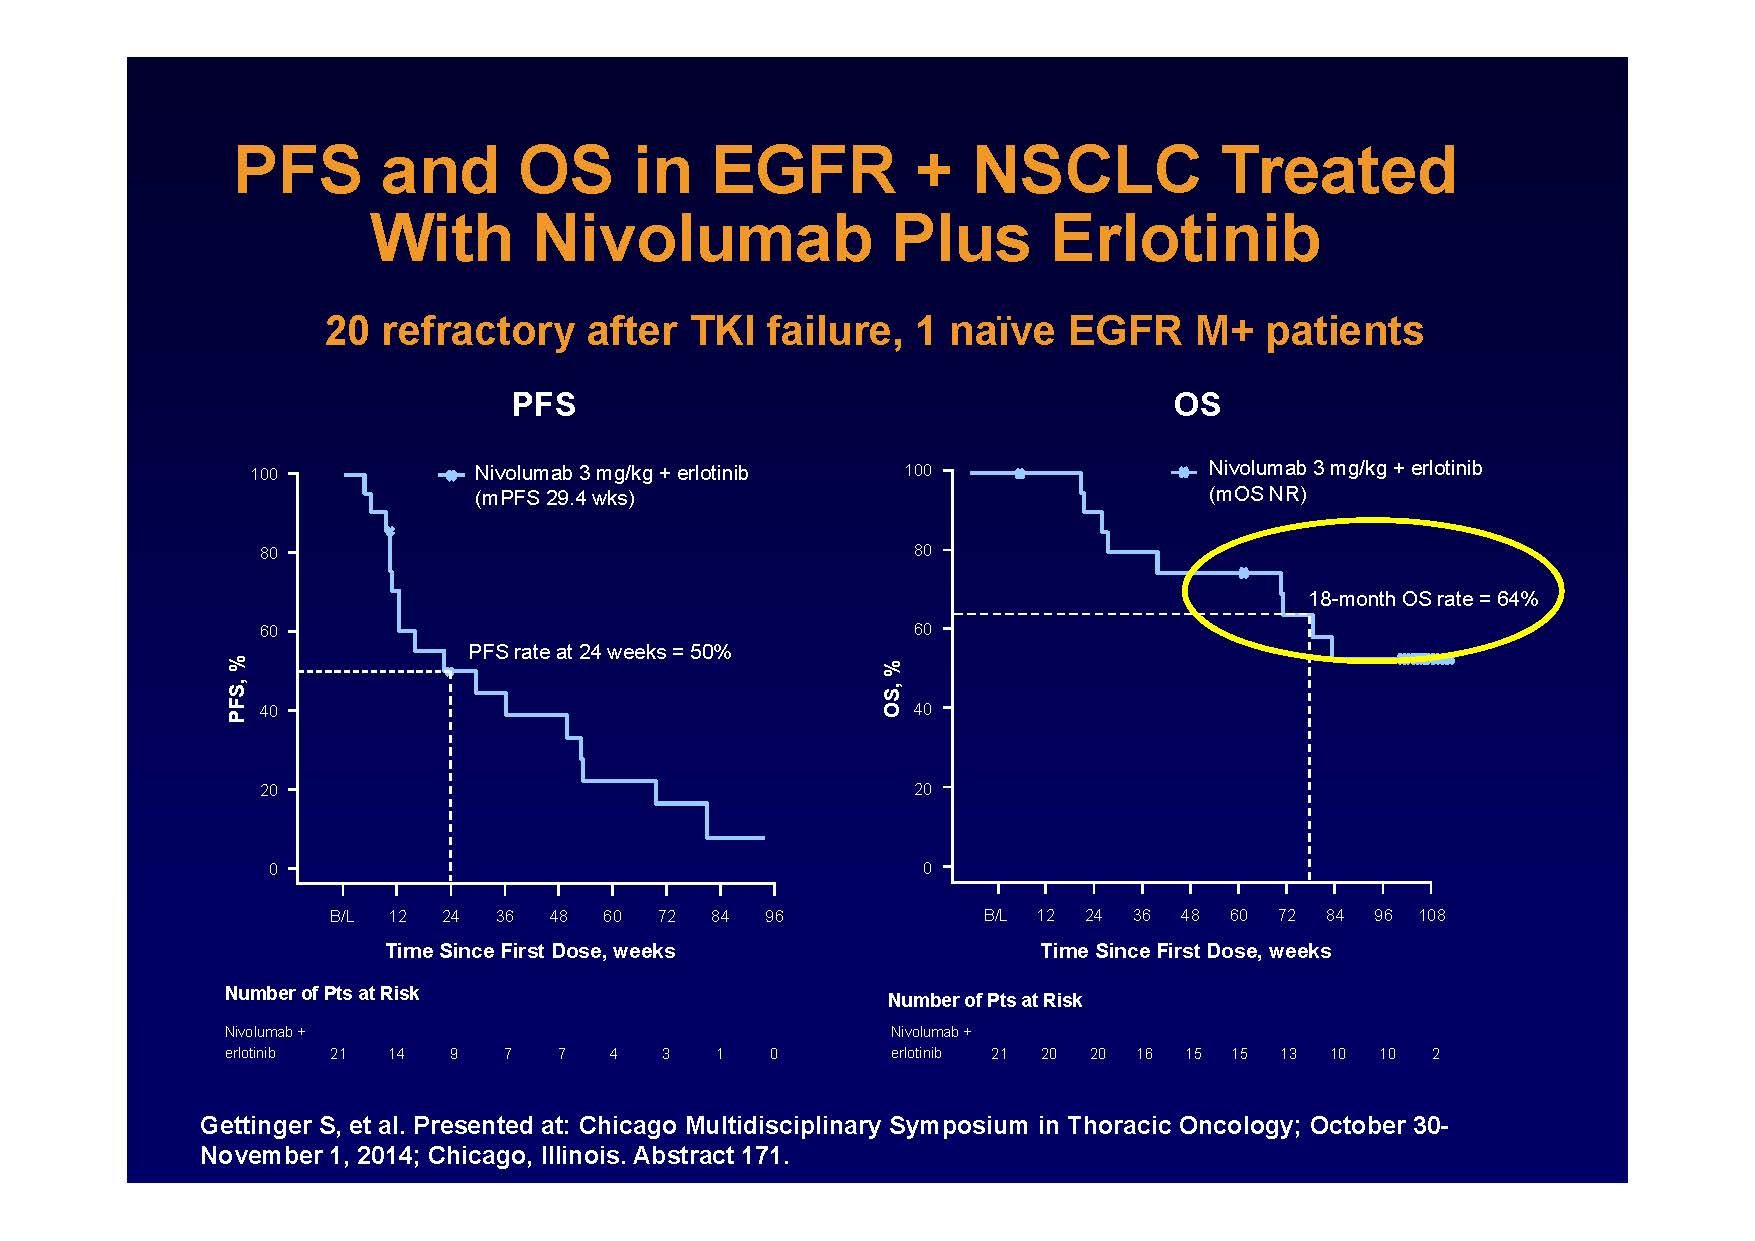 PFS and OS in EGFR + NSCLC Treated
With Nivolumab Plus Erlotinib
20 refractory after TKI failure, 1 naïve EGFR M+ patients
PFS
100
80
60
40
20
0
PFS, %
Nivolumab 3 mg/kg + erlotinib
(mPFS 29.4 wks)
PFS rate at 24 weeks = 50%
B/L 12 24 36 48 60 72 84 96
Time Since First Dose, weeks
Number of Pts at Risk
Nivolumab +
erlotinib 21 14 9 7 7 4 3 1 0
OS
100
80
60
40
20
0
OS, %
Nivolumab 3 mg/kg + erlotinib
(mOS NR)
18-month OS rate = 64%
B/L 12 24 36 48 60 72 84 96 108
Time Since First Dose, weeks
Number of Pts at Risk
Nivolumab +
erlotinib 21 20 20 16 15 15 13 10 10 2
Gettinger S, et al. Presented at: Chicago Multidisciplinary Symposium in Thoracic Oncology; October 30-
November 1, 2014; Chicago, Illinois. Abstract 171.